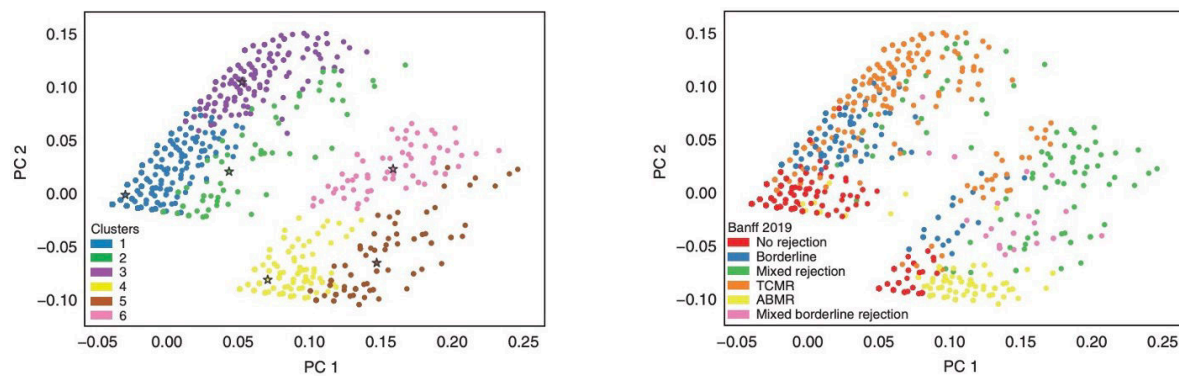 0.15
0.10
0.05
0.00
−0.05
−0.10
PC 2
Clusters
1
2
3
4
5
6
−0.05 0.00 0.05 0.10 0.15 0.20 0.25
PC 1
0.15
0.10
0.05
0.00
−0.05
−0.10
PC 2
Banff 2019
No rejection
Borderline
Mixed rejection
TCMR
ABMR
Mixed borderline rejection
−0.05 0.00 0.05 0.10 0.15 0.20 0.25
PC 1